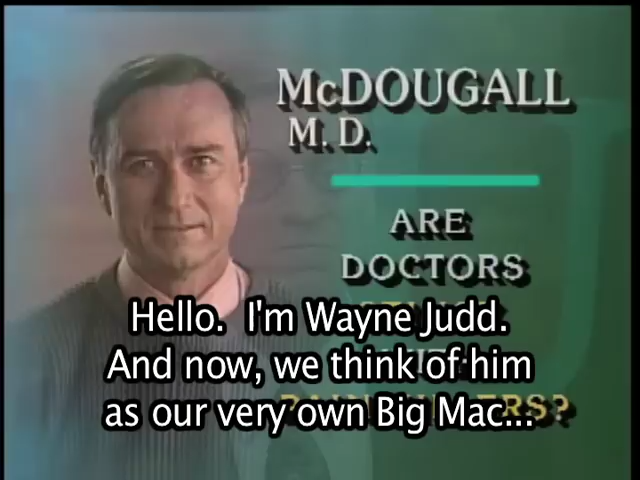 McDOUGALL
M. D.
ARE
DOCTORS
Hello.  I'm Wayne Judd.
And now, we think of him
as our very own Big Mac...